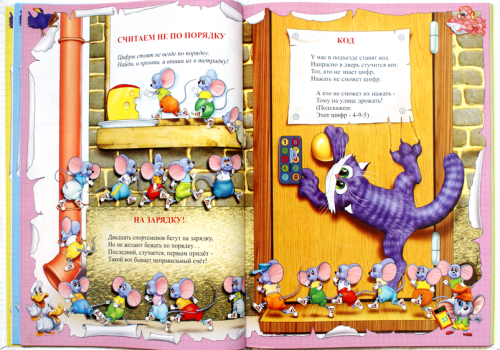 СЧИТАЕМ НЕ ПО ПОРЯДКУ
Цифры стоят не везде по порядку.
Найди, и прочти, и впиши их в тетрадку!
НА ЗАРЯДКУ!
Двадцать спортсменов бегут на зарядку,
Но не желают бежать по порядку...
Последний, случается, первым придёт -
Такой вот бывает неправильный счёт!
КОД
У нас в подъезде ставят код.
Напрасно в дверь стучится кот.
Тот, кто не знает шифр,
Нажать не сможет шифр.
А кто не сможет их нажать -
Тому на улице дрожать!
(Подскажем:
Этот шифр - 4-9-5)